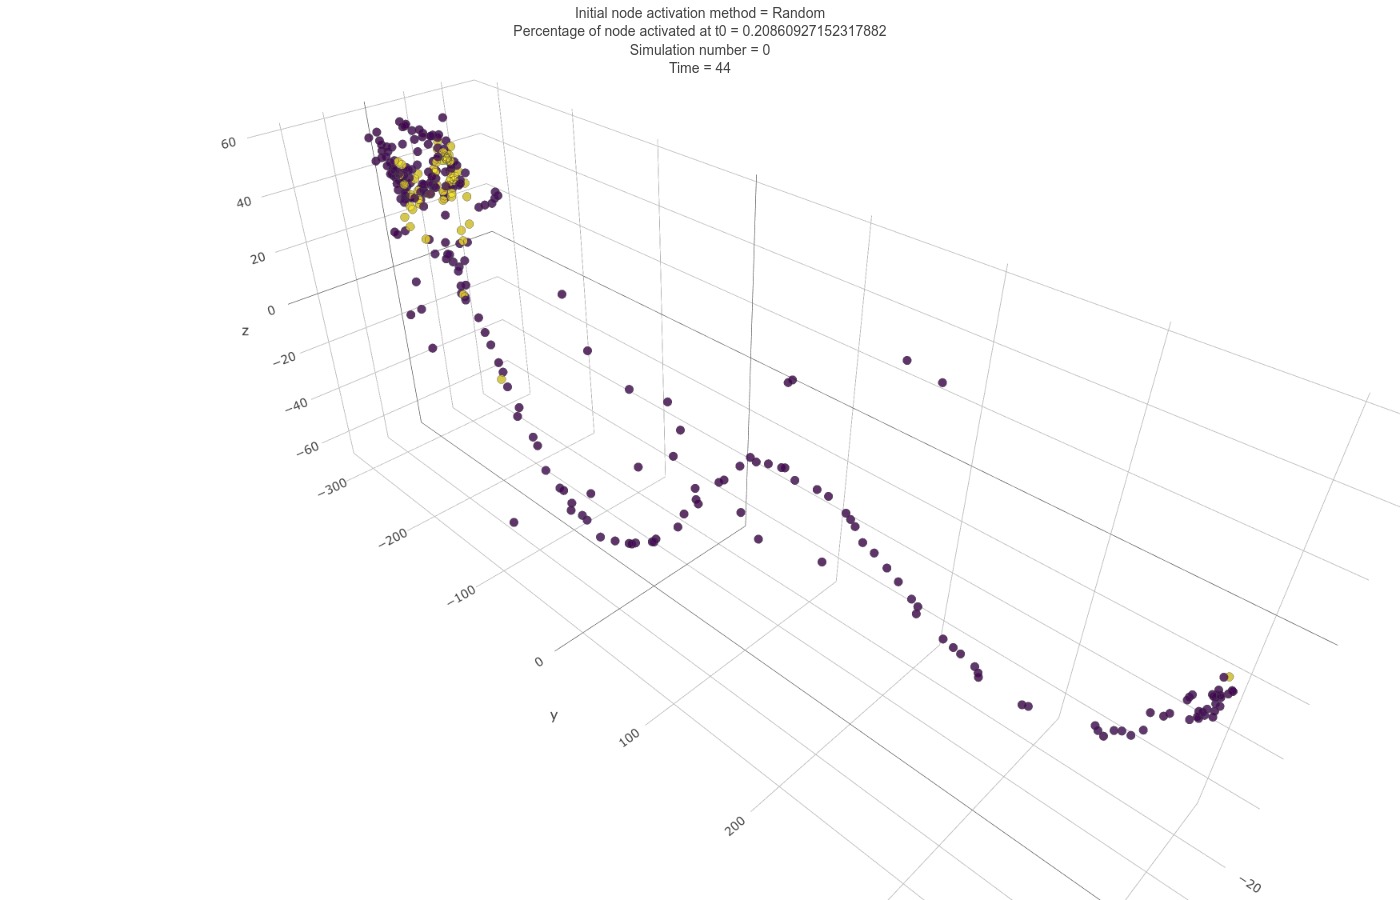 Initial node activation method = Random
Percentage of node activated at t0 = 0.20860927152317882
Simulation number = 0
Time = 44
60
40
20
0
z
−20
−40
−60
−300
−200
−100
0
y
100
200
−20